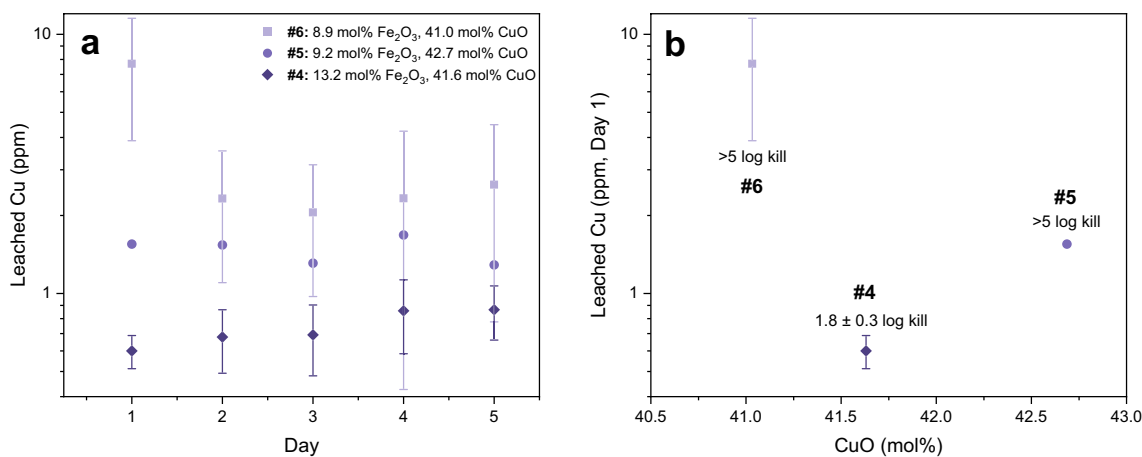 a
#6: 8.9 mol% Fe₂O₃, 41.0 mol% CuO
#5: 9.2 mol% Fe₂O₃, 42.7 mol% CuO
#4: 13.2 mol% Fe₂O₃, 41.6 mol% CuO
Leached Cu (ppm)
10
1
1 2 3 4 5
Day
b
Leached Cu (ppm, Day 1)
10
1
>5 log kill
#6
#5
>5 log kill
#4
1.8 ± 0.3 log kill
40.5 41.0 41.5 42.0 42.5 43.0
CuO (mol%)